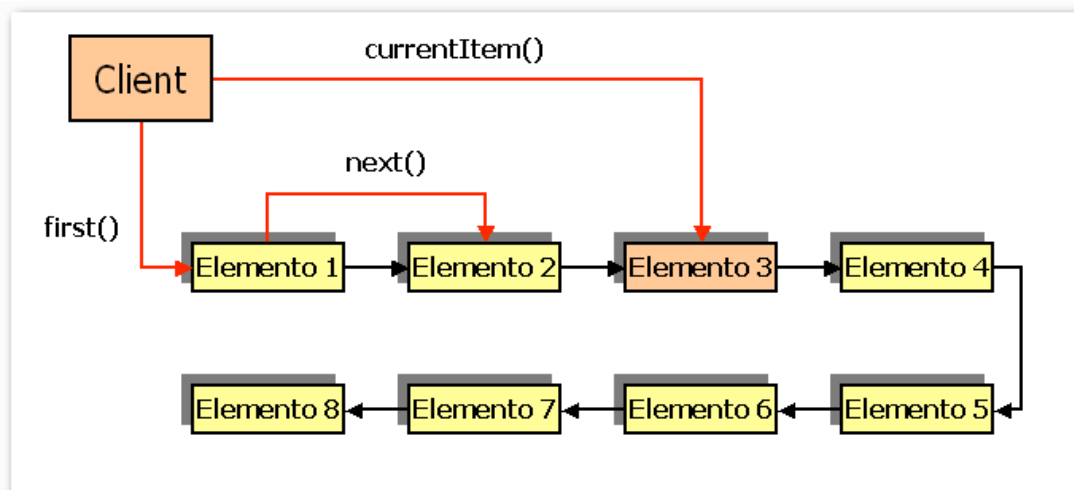 currentItem()
Client
next()
first()
Elemento 1
Elemento 2
Elemento 3
Elemento 4
Elemento 8
Elemento 7
Elemento 6
Elemento 5